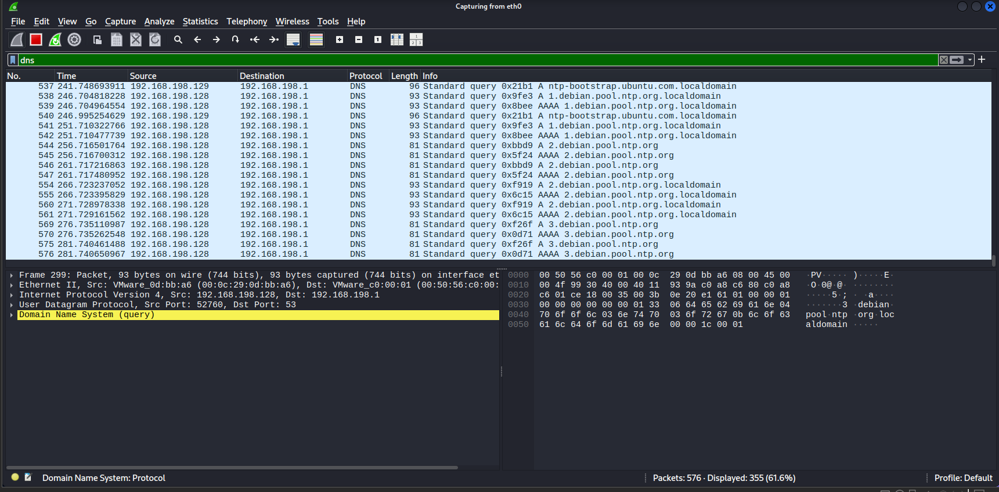 Capturing from eth0
File Edit View Go Capture Analyze Statistics Telephony Wireless Tools Help
dns
No. Time Source Destination Protocol Length Info
537 241.748693911 192.168.198.129 192.168.198.1 DNS 96 Standard query 0x21b1 A ntp-bootstrap.ubuntu.com.localdomain
538 246.704818228 192.168.198.128 192.168.198.1 DNS 93 Standard query 0x9fe3 A 1.debian.pool.ntp.org.localdomain
539 246.704964554 192.168.198.128 192.168.198.1 DNS 93 Standard query 0x8bee AAAA 1.debian.pool.ntp.org.localdomain
540 246.995254629 192.168.198.129 192.168.198.1 DNS 96 Standard query 0x21b1 A ntp-bootstrap.ubuntu.com.localdomain
541 251.710322766 192.168.198.128 192.168.198.1 DNS 93 Standard query 0x9fe3 A 1.debian.pool.ntp.org.localdomain
542 251.710477739 192.168.198.128 192.168.198.1 DNS 93 Standard query 0x8bee AAAA 1.debian.pool.ntp.org.localdomain
544 256.716501764 192.168.198.128 192.168.198.1 DNS 81 Standard query 0xbbd9 A 2.debian.pool.ntp.org
545 256.716700312 192.168.198.128 192.168.198.1 DNS 81 Standard query 0x5f24 AAAA 2.debian.pool.ntp.org
546 261.717216863 192.168.198.128 192.168.198.1 DNS 81 Standard query 0xbbd9 A 2.debian.pool.ntp.org
547 261.717480952 192.168.198.128 192.168.198.1 DNS 81 Standard query 0x5f24 AAAA 2.debian.pool.ntp.org
554 266.723237052 192.168.198.128 192.168.198.1 DNS 93 Standard query 0xf919 A 2.debian.pool.ntp.org.localdomain
555 266.723395829 192.168.198.128 192.168.198.1 DNS 93 Standard query 0x6c15 AAAA 2.debian.pool.ntp.org.localdomain
560 271.728978338 192.168.198.128 192.168.198.1 DNS 93 Standard query 0xf919 A 2.debian.pool.ntp.org.localdomain
561 271.729161562 192.168.198.128 192.168.198.1 DNS 93 Standard query 0x6c15 AAAA 2.debian.pool.ntp.org.localdomain
569 276.735110987 192.168.198.128 192.168.198.1 DNS 81 Standard query 0xf26f A 3.debian.pool.ntp.org
570 276.735262548 192.168.198.128 192.168.198.1 DNS 81 Standard query 0x0d71 AAAA 3.debian.pool.ntp.org
575 281.740461488 192.168.198.128 192.168.198.1 DNS 81 Standard query 0xf26f A 3.debian.pool.ntp.org
576 281.740650967 192.168.198.128 192.168.198.1 DNS 81 Standard query 0x0d71 AAAA 3.debian.pool.ntp.org
Frame 299: Packet, 93 bytes on wire (744 bits), 93 bytes captured (744 bits) on interface et
Ethernet II, Src: VMware_0d:bb:a6 (00:0c:29:0d:bb:a6), Dst: VMware_c0:00:01 (00:50:56:c0:00:
Internet Protocol Version 4, Src: 192.168.198.128, Dst: 192.168.198.1
User Datagram Protocol, Src Port: 52760, Dst Port: 53
Domain Name System (query)
0000 00 50 56 c0 00 01 00 0c 29 0d bb a6 08 00 45 00 ·PV····· )·····E·
0010 00 4f 99 30 40 00 40 11 93 9a c0 a8 c6 80 c0 a8 ·O·0@·@· ········
0020 c6 01 ce 18 00 35 00 3b 0e 20 e1 61 01 00 00 01 ·····5·; · ·a····
0030 00 00 00 00 00 00 01 33 06 64 65 62 69 61 6e 04 ·······3 ·debian·
0040 70 6f 6f 6c 03 6e 74 70 03 6f 72 67 0b 6c 6f 63 pool·ntp ·org·loc
0050 61 6c 64 6f 6d 61 69 6e 00 00 1c 00 01 aldomain ·····
Domain Name System: Protocol
Packets: 576 · Displayed: 355 (61.6%)
Profile: Default